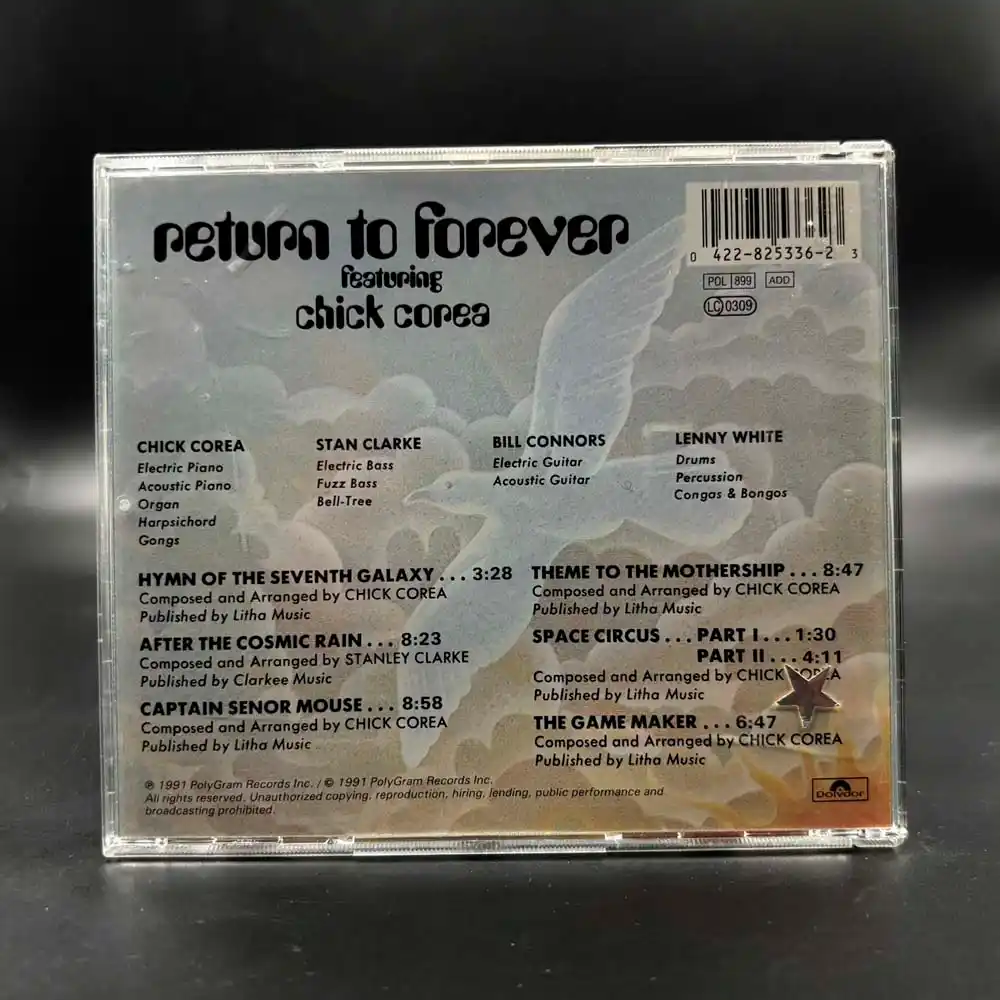 return to forever
featuring
chick corea
0 422-825336-2 3
POL 899 ADD
LC 0309
CHICK COREA
Electric Piano
Acoustic Piano
Organ
Harpsichord
Gongs
STAN CLARKE
Electric Bass
Fuzz Bass
Bell-Tree
BILL CONNORS
Electric Guitar
Acoustic Guitar
LENNY WHITE
Drums
Percussion
Congas & Bongos
HYMN OF THE SEVENTH GALAXY . . . 3:28
Composed and Arranged by CHICK COREA
Published by Litha Music
AFTER THE COSMIC RAIN . . . 8:23
Composed and Arranged by STANLEY CLARKE
Published by Clarkee Music
CAPTAIN SENOR MOUSE . . . 8:58
Composed and Arranged by CHICK COREA
Published by Litha Music
THEME TO THE MOTHERSHIP . . . 8:47
Composed and Arranged by CHICK COREA
Published by Litha Music
SPACE CIRCUS . . . PART I . . . 1:30
PART II . . . 4:11
Composed and Arranged by CHICK COREA
Published by Litha Music
THE GAME MAKER . . . 6:47
Composed and Arranged by CHICK COREA
Published by Litha Music
℗ 1991 PolyGram Records Inc. / © 1991 PolyGram Records Inc.
All rights reserved. Unauthorized copying, reproduction, hiring, lending, public performance and
broadcasting prohibited.
Polydor